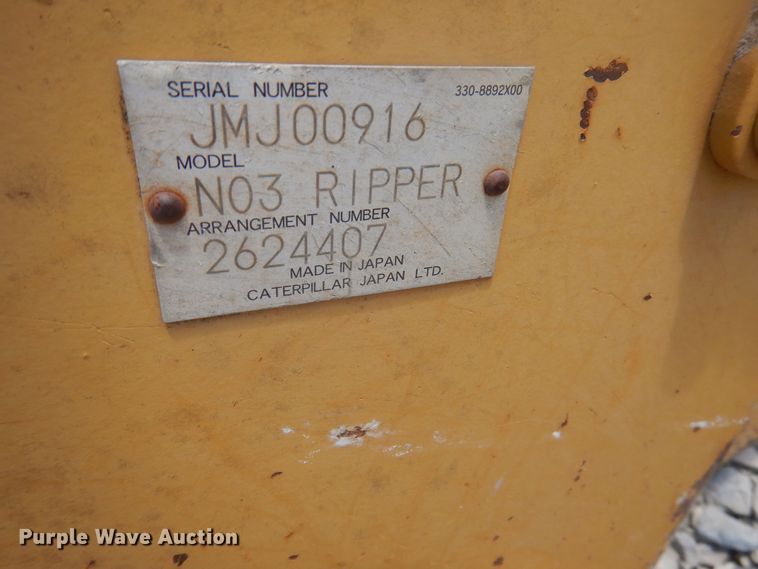 SERIAL NUMBER 330-8892X00
JMJ00916
MODEL
NO3 RIPPER
ARRANGEMENT NUMBER
2624407
MADE IN JAPAN
CATERPILLAR JAPAN LTD.
Purple Wave Auction®